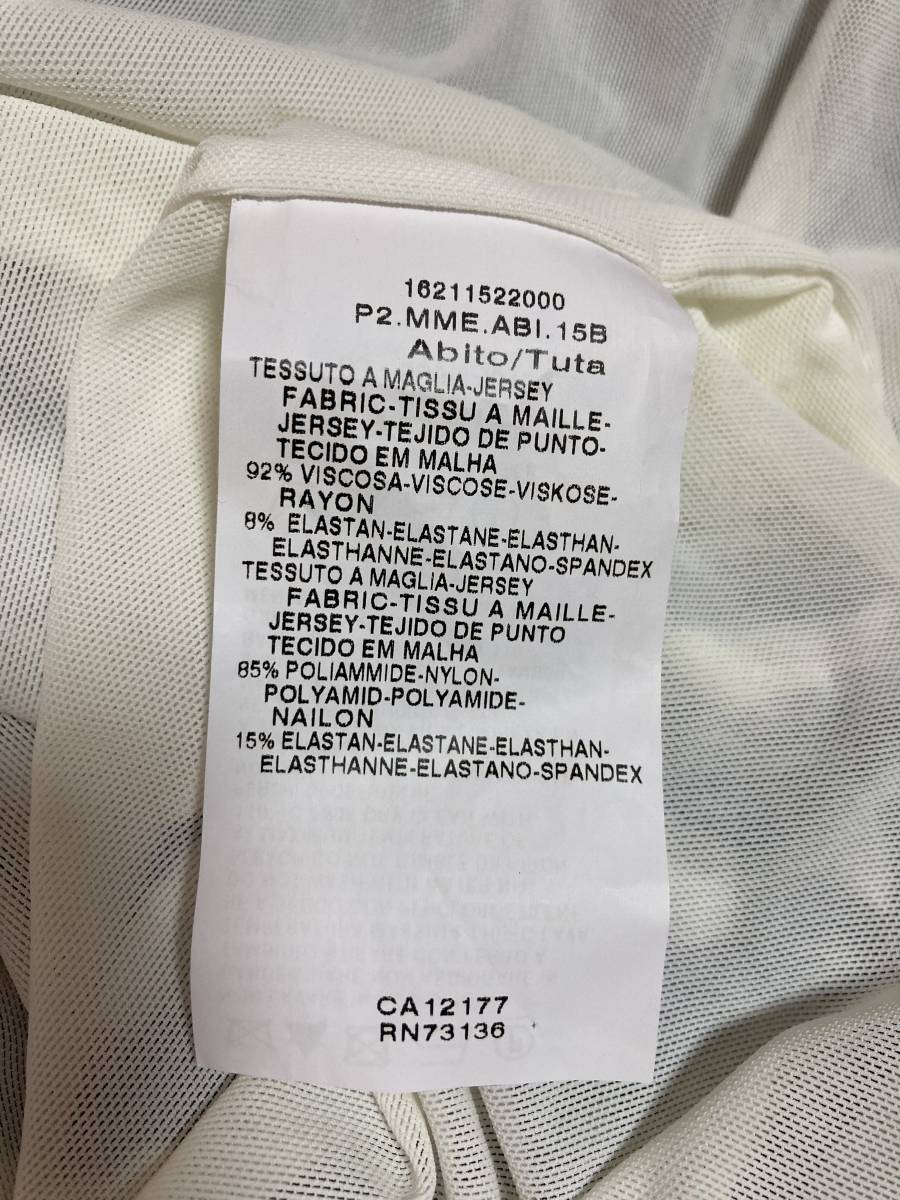 16211522000
P2.MME.ABI.15B
Abito/Tuta
TESSUTO A MAGLIA-JERSEY
FABRIC-TISSU A MAILLE-
JERSEY-TEJIDO DE PUNTO-
TECIDO EM MALHA
92% VISCOSA-VISCOSE-VISKOSE-
RAYON
8% ELASTAN-ELASTANE-ELASTHAN-
ELASTHANNE-ELASTANO-SPANDEX
TESSUTO A MAGLIA-JERSEY
FABRIC-TISSU A MAILLE-
JERSEY-TEJIDO DE PUNTO
TECIDO EM MALHA
85% POLIAMMIDE-NYLON-
POLYAMID-POLYAMIDE-
NAILON
15% ELASTAN-ELASTANE-ELASTHAN-
ELASTHANNE-ELASTANO-SPANDEX
CA12177
RN73136